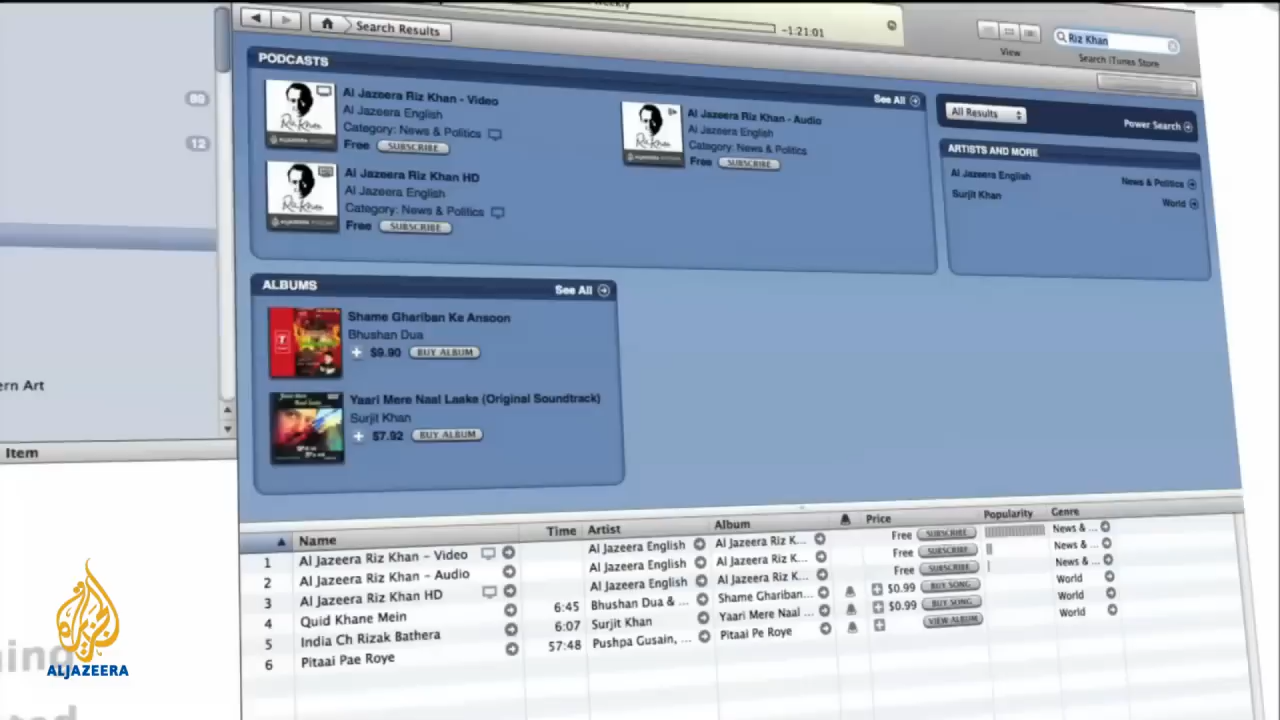 -1:21:01
Search Results
View
Riz Khan
Search iTunes Store
89
12
ern Art
Item
PODCASTS
See All
Al Jazeera Riz Khan - Video
Al Jazeera English
Category: News & Politics
Free SUBSCRIBE
Al Jazeera Riz Khan - Audio
Al Jazeera English
Category: News & Politics
Free SUBSCRIBE
Al Jazeera Riz Khan HD
Al Jazeera English
Category: News & Politics
Free SUBSCRIBE
All Results
Power Search
ARTISTS AND MORE
Al Jazeera English News & Politics
Surjit Khan World
ALBUMS
See All
Shame Ghariban Ke Ansoon
Bhushan Dua
$9.90 BUY ALBUM
Yaari Mere Naal Laake (Original Soundtrack)
Surjit Khan
$7.92 BUY ALBUM
Name Time Artist Album Price Popularity Genre
1 Al Jazeera Riz Khan - Video Al Jazeera English Al Jazeera Riz K... Free SUBSCRIBE News & ...
2 Al Jazeera Riz Khan - Audio Al Jazeera English Al Jazeera Riz K... Free SUBSCRIBE News & ...
3 Al Jazeera Riz Khan HD Al Jazeera English Al Jazeera Riz K... Free SUBSCRIBE News & ...
4 Quid Khane Mein 6:45 Bhushan Dua & ... Shame Ghariban... $0.99 BUY SONG World
5 India Ch Rizak Bathera 6:07 Surjit Khan Yaari Mere Naal ... $0.99 BUY SONG World
6 Pitaai Pae Roye 57:48 Pushpa Gusain, ... Pitaai Pe Roye VIEW ALBUM World
ALJAZEERA